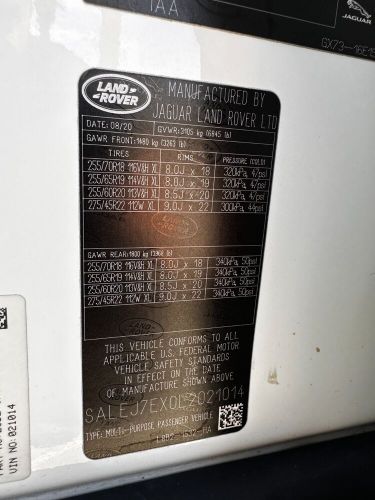 1AA
JAGUAR
GX73-16E15
LAND
ROVER
MANUFACTURED BY
JAGUAR LAND ROVER LTD
DATE: 08/20 GVWR: 3105 kg (6845 lb)
GAWR FRONT: 1480 kg (3263 lb)
TIRES RIMS PRESSURE (COLD)
255/70R18 116V&H XL 8.0J x 18 320kPa, 47psi
255/65R19 114V&H XL 8.0J x 19 320kPa, 47psi
255/60R20 113V&H XL 8.5J x 20 320kPa, 47psi
275/45R22 112W XL 9.0J x 22 300kPa, 44psi
GAWR REAR: 1800 kg (3968 lb)
255/70R18 116V&H XL 8.0J x 18 340kPa, 50psi
255/65R19 114V&H XL 8.0J x 19 340kPa, 50psi
255/60R20 113V&H XL 8.5J x 20 340kPa, 50psi
275/45R22 112W XL 9.0J x 22 340kPa, 50psi
THIS VEHICLE CONFORMS TO ALL
APPLICABLE U.S. FEDERAL MOTOR
VEHICLE SAFETY STANDARDS
IN EFFECT ON THE DATE
OF MANUFACTURE SHOWN ABOVE
SALEJ7EX0L2021014
TYPE: MULTI-PURPOSE PASSENGER VEHICLE
VIN: 021014